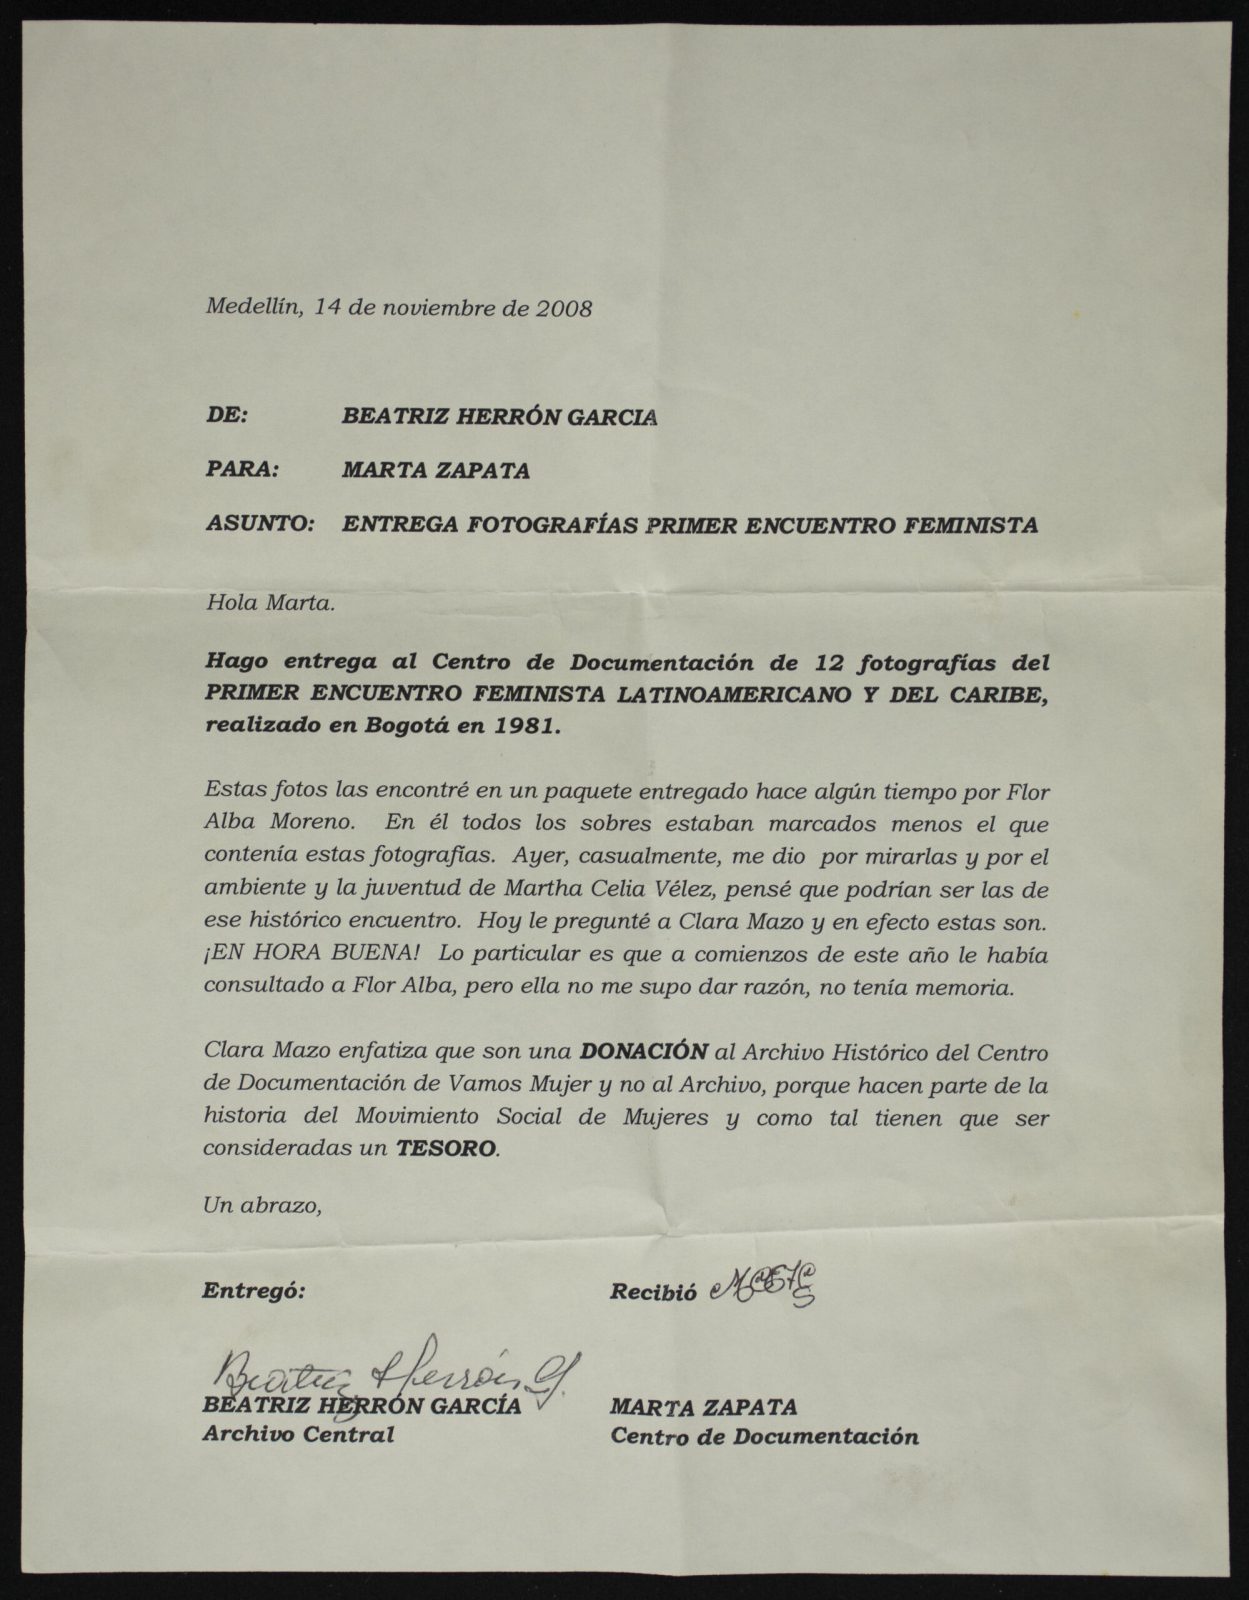 Medellín, 14 de noviembre de 2008
DE: BEATRIZ HERRÓN GARCIA
PARA: MARTA ZAPATA
ASUNTO: ENTREGA FOTOGRAFÍAS PRIMER ENCUENTRO FEMINISTA
Hola Marta.
Hago entrega al Centro de Documentación de 12 fotografías del
PRIMER ENCUENTRO FEMINISTA LATINOAMERICANO Y DEL CARIBE,
realizado en Bogotá en 1981.
Estas fotos las encontré en un paquete entregado hace algún tiempo por Flor
Alba Moreno. En él todos los sobres estaban marcados menos el que
contenía estas fotografías. Ayer, casualmente, me dio por mirarlas y por el
ambiente y la juventud de Martha Celia Vélez, pensé que podrían ser las de
ese histórico encuentro. Hoy le pregunté a Clara Mazo y en efecto estas son.
¡EN HORA BUENA! Lo particular es que a comienzos de este año le había
consultado a Flor Alba, pero ella no me supo dar razón, no tenía memoria.
Clara Mazo enfatiza que son una DONACIÓN al Archivo Histórico del Centro
de Documentación de Vamos Mujer y no al Archivo, porque hacen parte de la
historia del Movimiento Social de Mujeres y como tal tienen que ser
consideradas un TESORO.
Un abrazo,
Entregó: Recibió
Beatriz Herrón G.
BEATRIZ HERRÓN GARCÍA MARTA ZAPATA
Archivo Central Centro de Documentación